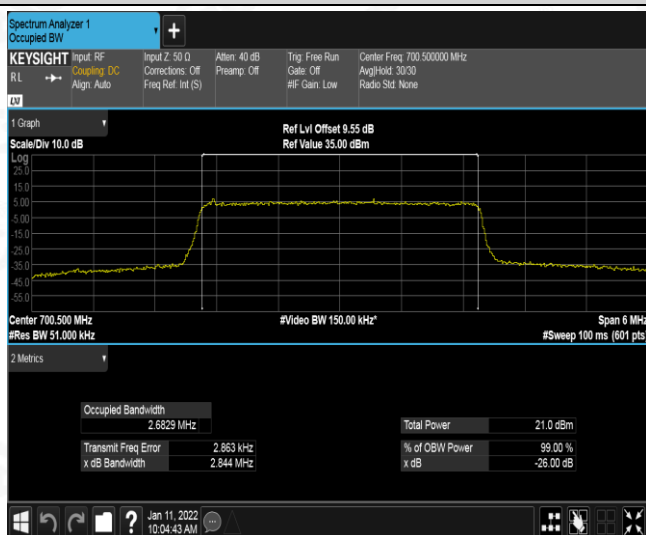 Spectrum Analyzer 1
Occupied BW
+
KEYSIGHT
RL
LXI
Input: RF
Coupling: DC
Align: Auto
Input Z: 50 Ω
Corrections: Off
Freq Ref: Int (S)
Atten: 40 dB
Preamp: Off
Trig: Free Run
Gate: Off
#IF Gain: Low
Center Freq: 700.500000 MHz
Avg|Hold: 30/30
Radio Std: None
1 Graph
Scale/Div 10.0 dB
Ref Lvl Offset 9.55 dB
Ref Value 35.00 dBm
Log
25.0
15.0
5.00
-5.00
-15.0
-25.0
-35.0
-45.0
-55.0
Center 700.500 MHz
#Res BW 51.000 kHz
#Video BW 150.00 kHz*
Span 6 MHz
#Sweep 100 ms (601 pts)
2 Metrics
Occupied Bandwidth
2.6829 MHz
Transmit Freq Error 2.863 kHz
x dB Bandwidth 2.844 MHz
Total Power 21.0 dBm
% of OBW Power 99.00 %
x dB -26.00 dB
?
Jan 11, 2022
10:04:43 AM